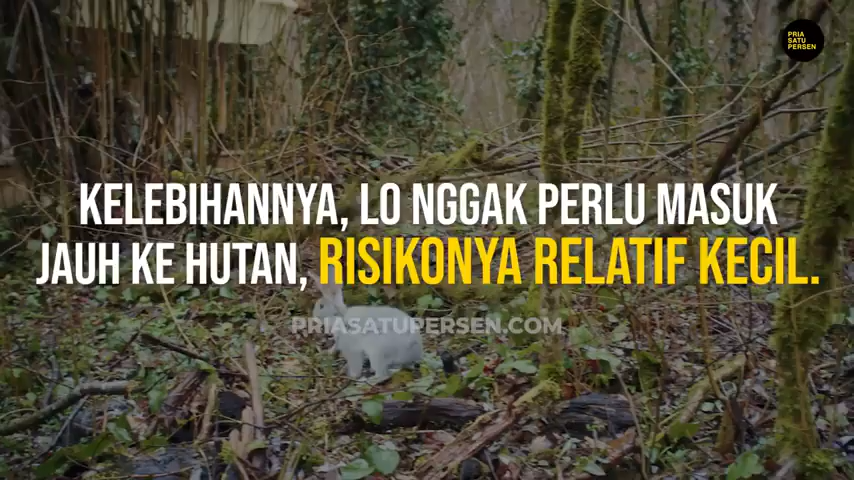 PRIA
SATU
PERSEN
KELEBIHANNYA, LO NGGAK PERLU MASUK
JAUH KE HUTAN, RISIKONYA RELATIF KECIL.
PRIASATUPERSEN.COM